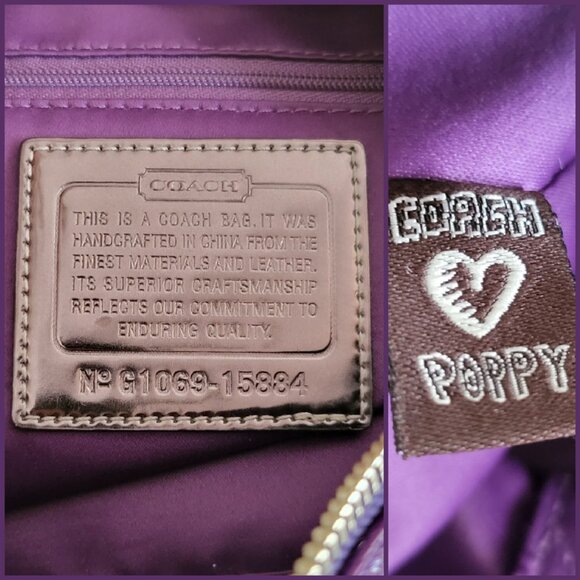 COACH
THIS IS A COACH BAG. IT WAS
HANDCRAFTED IN CHINA FROM THE
FINEST MATERIALS AND LEATHER.
ITS SUPERIOR CRAFTSMANSHIP
REFLECTS OUR COMMITMENT TO
ENDURING QUALITY.
Nº G1069-15884
COACH
POPPY